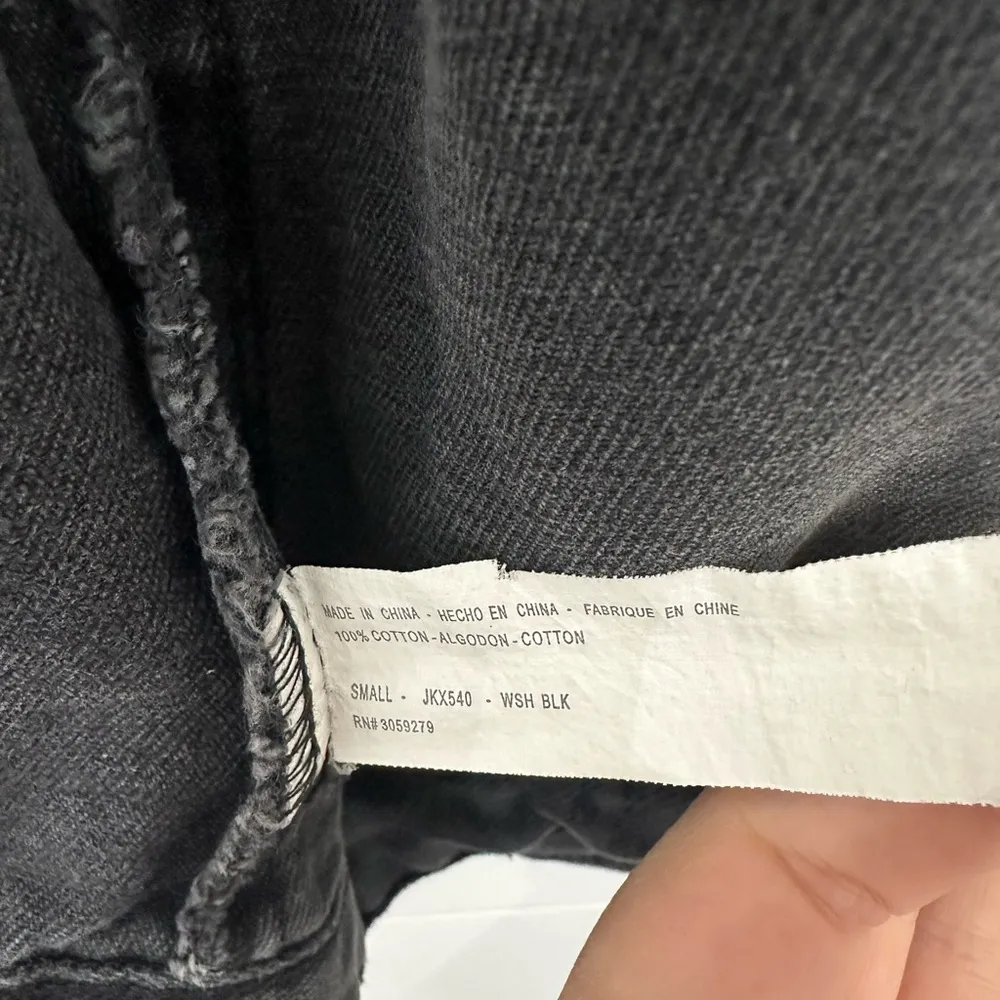 MADE IN CHINA - HECHO EN CHINA - FABRIQUE EN CHINE
100% COTTON-ALGODON-COTTON
SMALL - JKX540 - WSH BLK
RN# 3059279